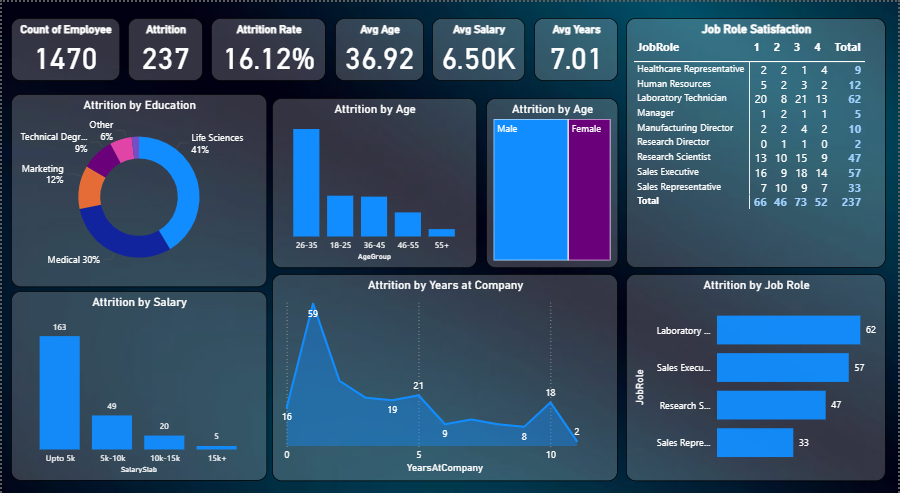 Count of Employee
1470
Attrition
237
Attrition Rate
16.12%
Avg Age
36.92
Avg Salary
6.50K
Avg Years
7.01
Job Role Satisfaction
JobRole 1 2 3 4 Total
Healthcare Representative 2 2 1 4 9
Human Resources 5 2 3 2 12
Laboratory Technician 20 8 21 13 62
Manager 1 2 1 1 5
Manufacturing Director 2 2 4 2 10
Research Director 0 1 1 0 2
Research Scientist 13 10 15 9 47
Sales Executive 16 9 18 14 57
Sales Representative 7 10 9 7 33
Total 66 46 73 52 237
Attrition by Education
Other
6%
Technical Degr...
9%
Marketing
12%
Medical 30%
Life Sciences
41%
Attrition by Age
26-35 18-25 36-45 46-55 55+
AgeGroup
Attrition by Age
Male Female
Attrition by Salary
163
49
20
5
Upto 5k 5k-10k 10k-15k 15k+
SalarySlab
Attrition by Years at Company
59
16
19
21
9
8
18
2
0 5 10
YearsAtCompany
Attrition by Job Role
JobRole
Laboratory ... 62
Sales Execu... 57
Research S... 47
Sales Repre... 33